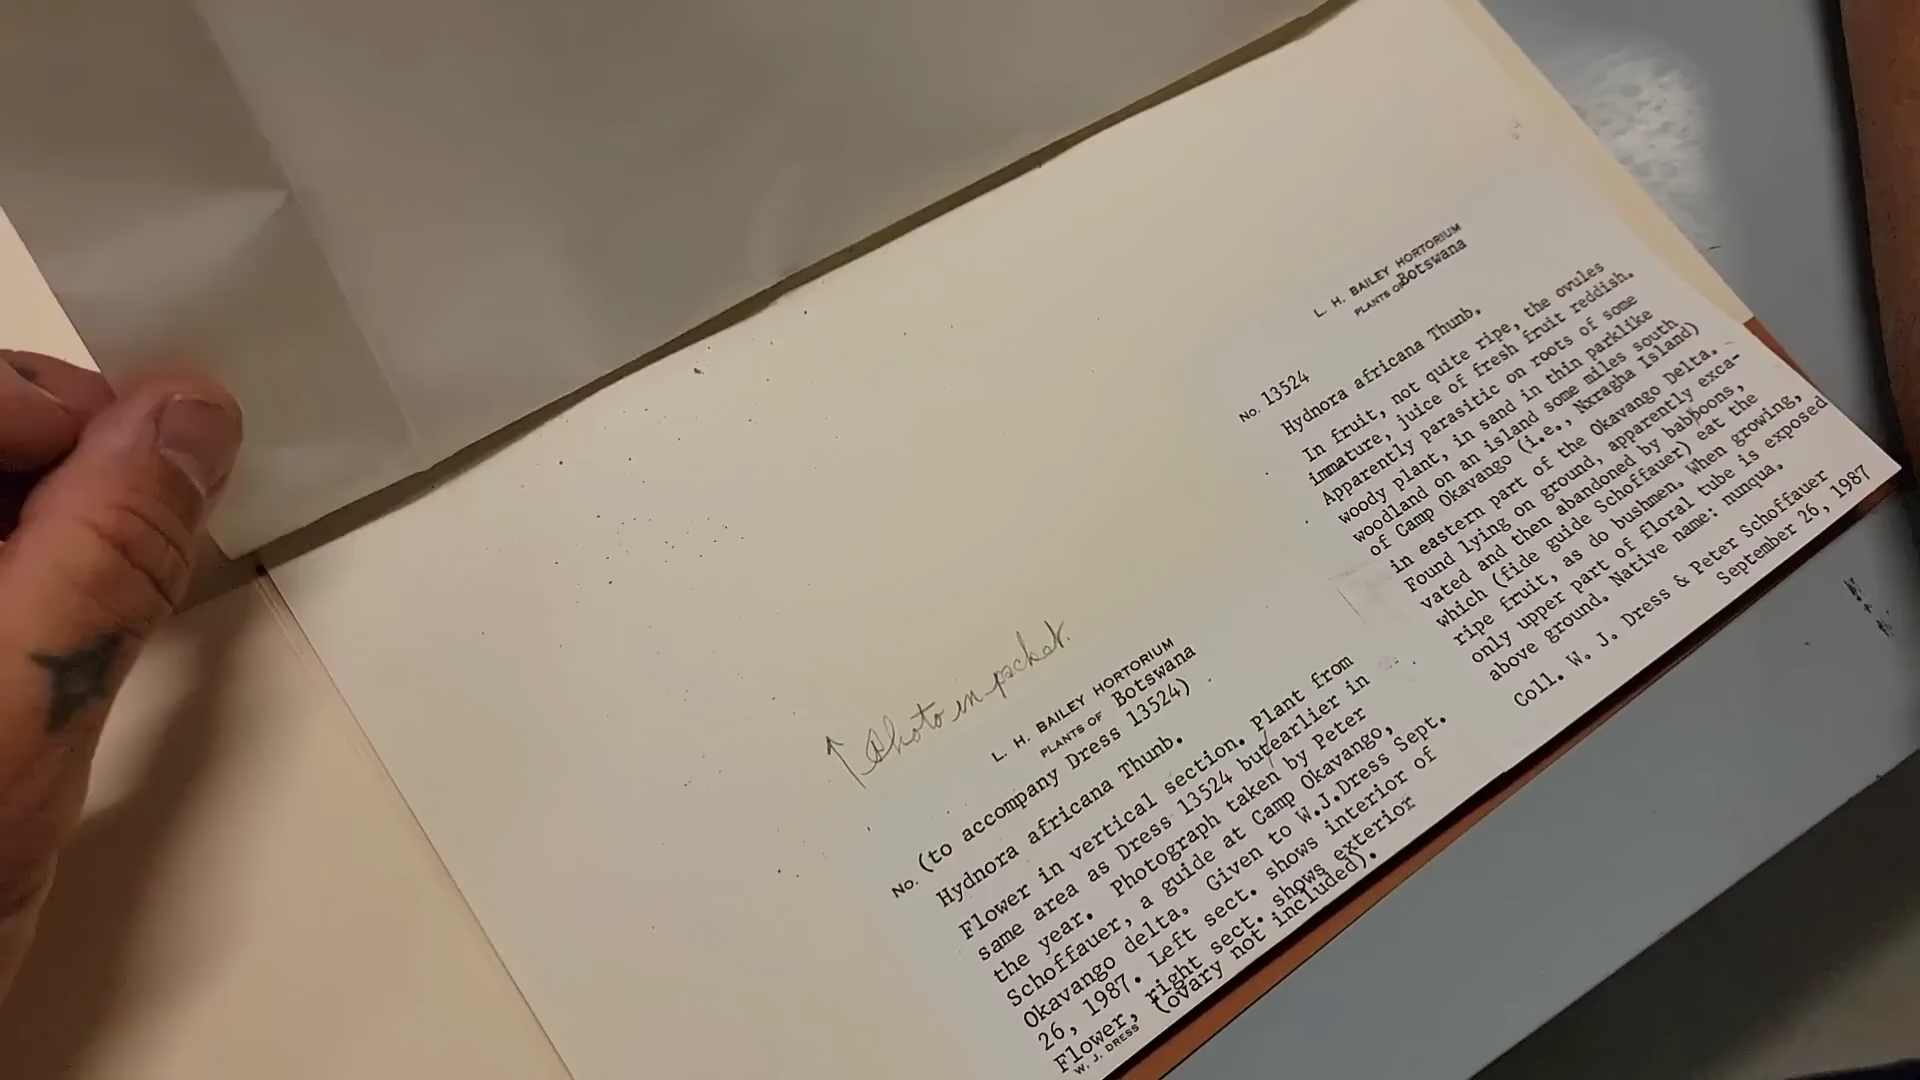 ↑ Photo in packet.
L. H. BAILEY HORTORIUM
PLANTS OF Botswana
No. (to accompany Dress 13524)
Hydnora africana Thunb.
Flower in vertical section. Plant from
same area as Dress 13524 but/earlier in
the year. Photograph taken by Peter
Schoffauer, a guide at Camp Okavango,
Okavango delta. Given to W.J.Dress Sept.
26, 1987. Left sect. shows interior of
Flower, right sect. shows exterior
(ovary not included).
W. J. DRESS
L. H. BAILEY HORTORIUM
PLANTS OF Botswana
No. 13524
Hydnora africana Thunb.
In fruit, not quite ripe, the ovules
immature, juice of fresh fruit reddish.
Apparently parasitic on roots of some
woody plant, in sand in thin parklike
woodland on an island some miles south
of Camp Okavango (i.e., Nxragha Island)
in eastern part of the Okavango Delta.
Found lying on ground, apparently exca-
vated and then abandoned by babboons,
which (fide guide Schoffauer) eat the
ripe fruit, as do bushmen. When growing,
only upper part of floral tube is exposed
above ground. Native name: nunqua.
Coll. W. J. Dress & Peter Schoffauer
September 26, 1987